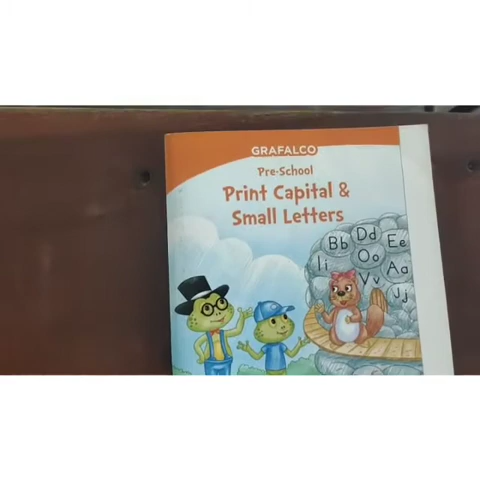 GRAFALCO
Pre-School
Print Capital &
Small Letters
Bb Dd Ee
Ii Oo Aa
Vv Jj